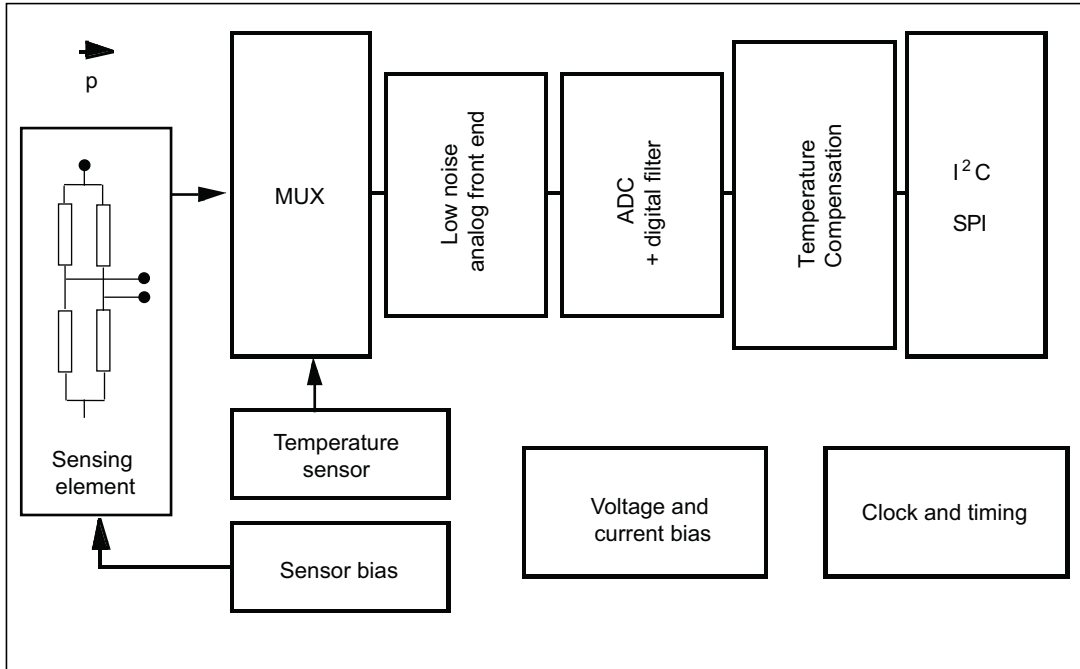 p
Sensing
element
MUX
Low noise
analog front end
ADC
+ digital filter
Temperature
Compensation
I²C
SPI
Temperature
sensor
Sensor bias
Voltage and
current bias
Clock and timing